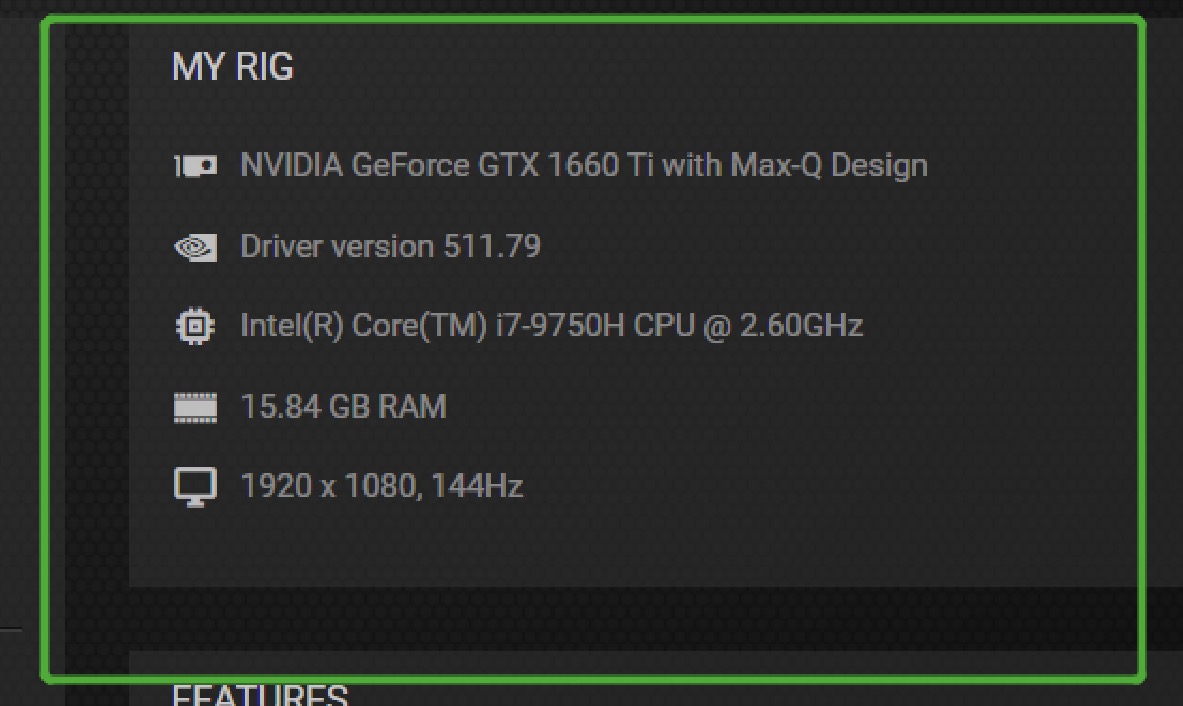 MY RIG
NVIDIA GeForce GTX 1660 Ti with Max-Q Design
Driver version 511.79
Intel(R) Core(TM) i7-9750H CPU @ 2.60GHz
15.84 GB RAM
1920 x 1080, 144Hz
FEATURES